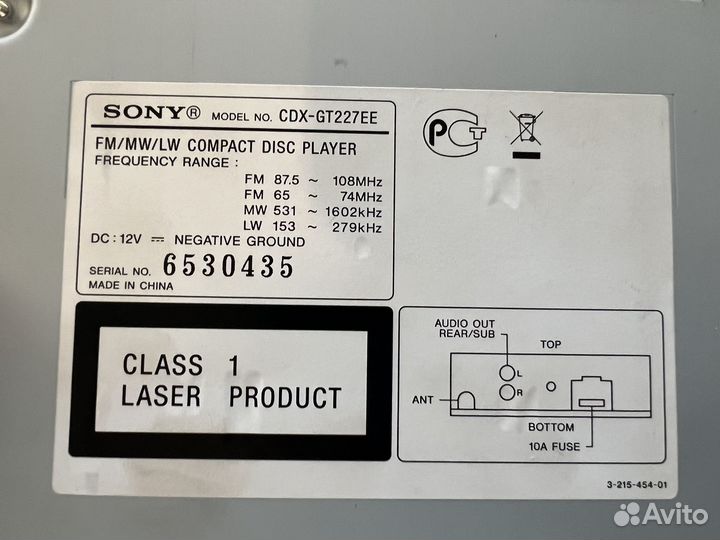 SONY® MODEL NO. CDX-GT227EE
FM/MW/LW COMPACT DISC PLAYER
FREQUENCY RANGE :
FM 87.5 ~ 108MHz
FM 65 ~ 74MHz
MW 531 ~ 1602kHz
LW 153 ~ 279kHz
DC : 12V ⎓ NEGATIVE GROUND
SERIAL NO. 6530435
MADE IN CHINA
РСТ
CLASS 1
LASER PRODUCT
AUDIO OUT
REAR/SUB
TOP
L
R
ANT
BOTTOM
10A FUSE
3-215-454-01
Avito